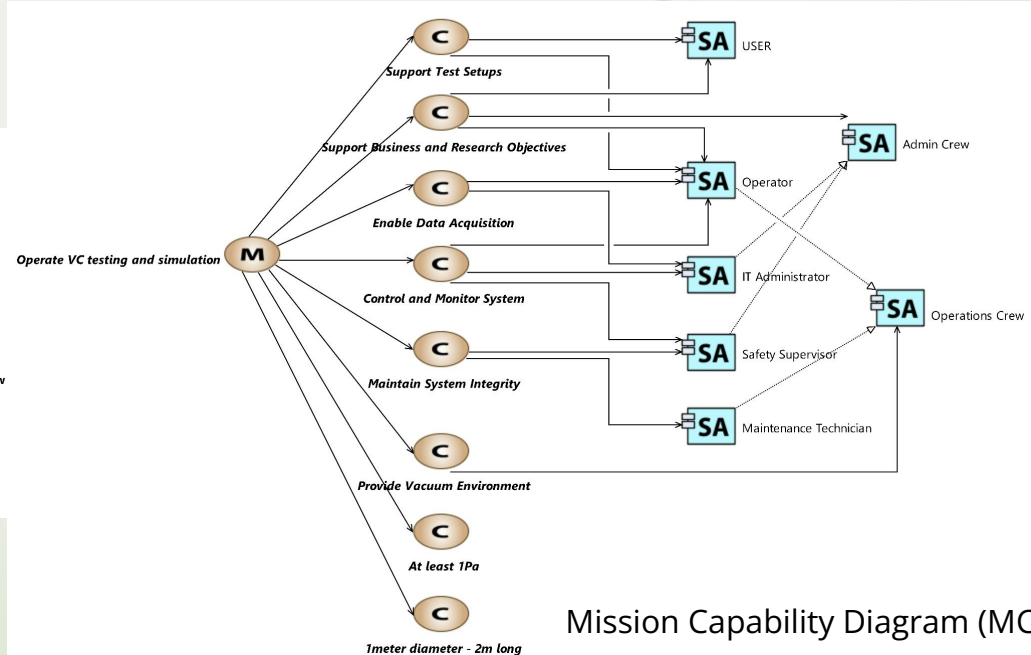 C
SA
USER
Support Test Setups
C
SA
Admin Crew
Support Business and Research Objectives
C
SA
Operator
Enable Data Acquisition
M
Operate VC testing and simulation
C
SA
IT Administrator
Control and Monitor System
SA
Operations Crew
C
SA
Safety Supervisor
Maintain System Integrity
SA
Maintenance Technician
C
Provide Vacuum Environment
C
At least 1Pa
C
1meter diameter - 2m long
Mission Capability Diagram (MC